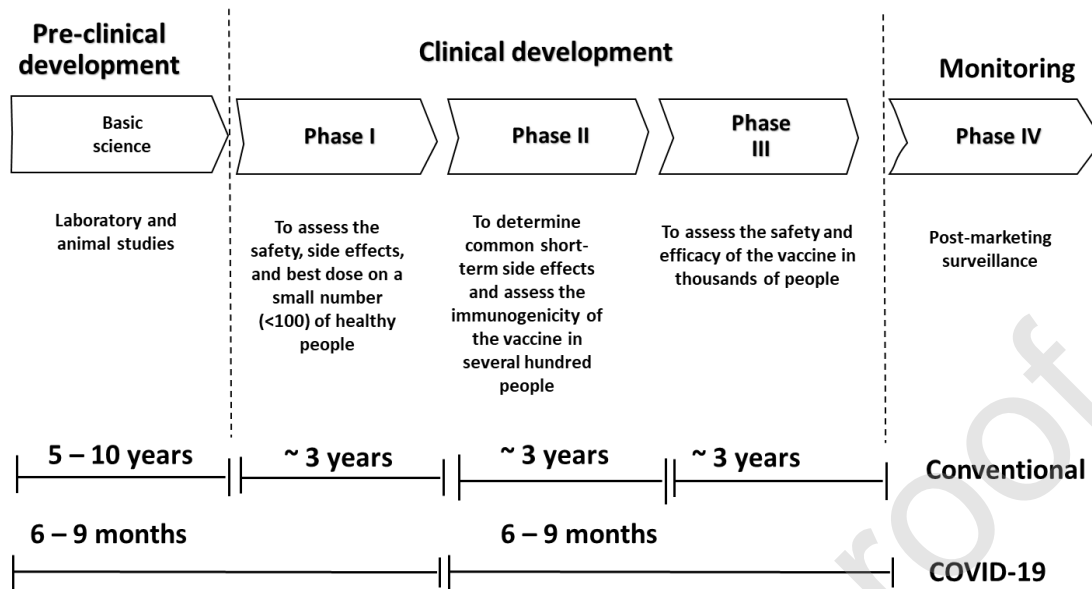 Pre-clinical
development
Clinical development
Monitoring
Basic
science
Phase I
Phase II
Phase
III
Phase IV
Laboratory and
animal studies
To assess the
safety, side effects,
and best dose on a
small number
(<100) of healthy
people
To determine
common short-
term side effects
and assess the
immunogenicity of
the vaccine in
several hundred
people
To assess the safety and
efficacy of the vaccine in
thousands of people
Post-marketing
surveillance
5 – 10 years
~ 3 years
~ 3 years
~ 3 years
Conventional
6 – 9 months
6 – 9 months
COVID-19
roof